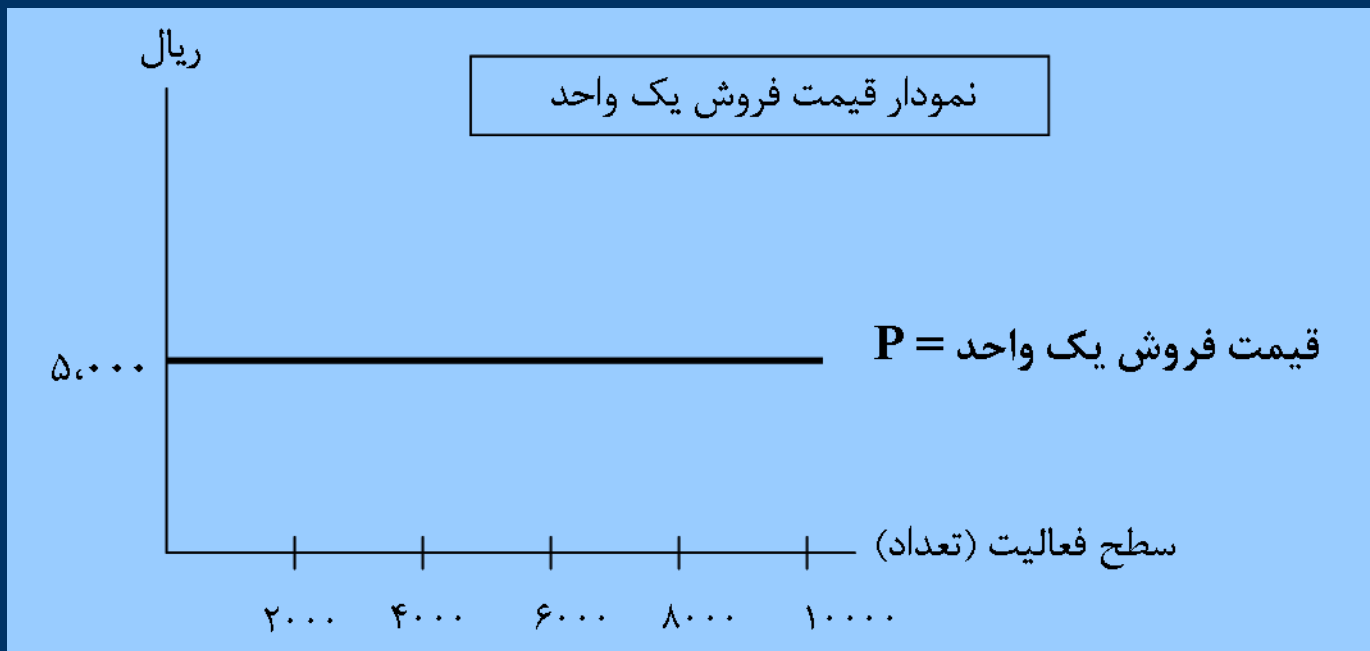 ریال
نمودار قیمت فروش یک واحد
قیمت فروش یک واحد = P
۵،۰۰۰
سطح فعالیت (تعداد)
۲۰۰۰ ۴۰۰۰ ۶۰۰۰ ۸۰۰۰ ۱۰۰۰۰